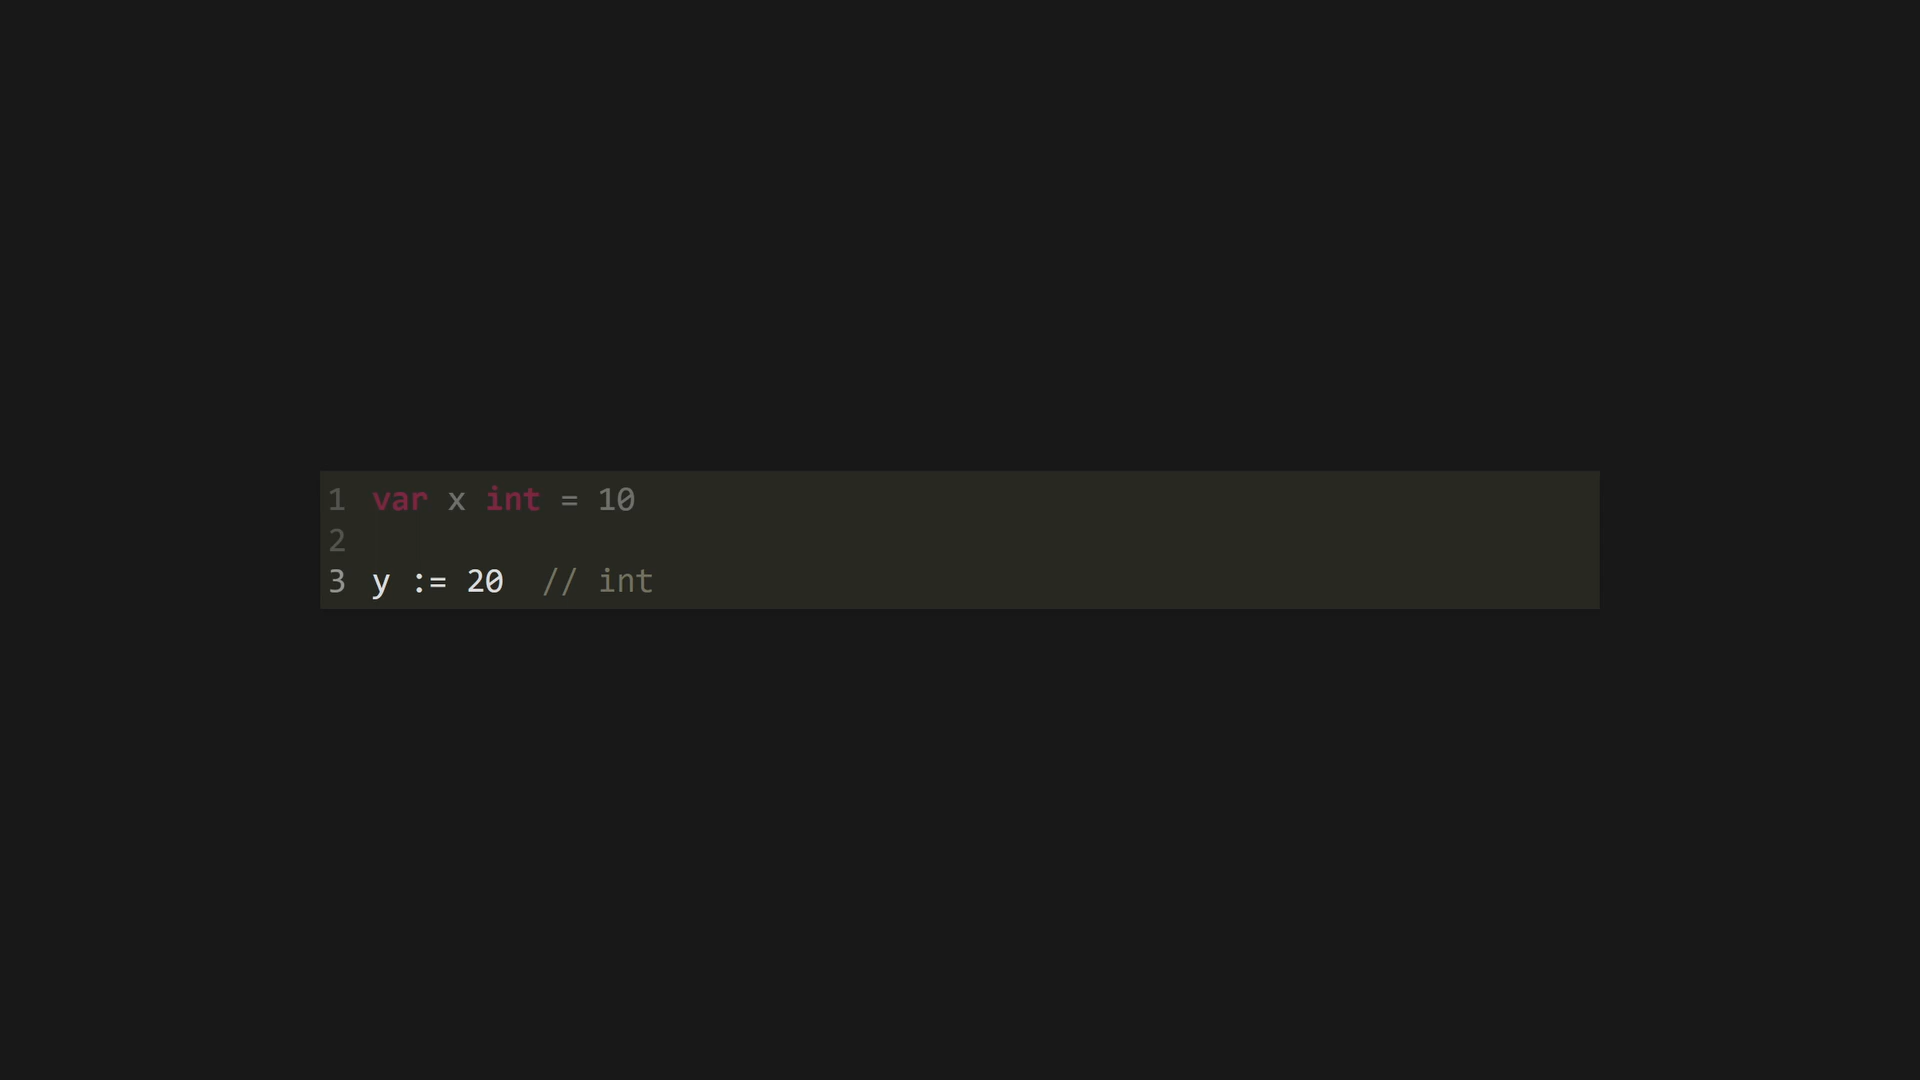 1 var x int = 10
2
3 y := 20  // int